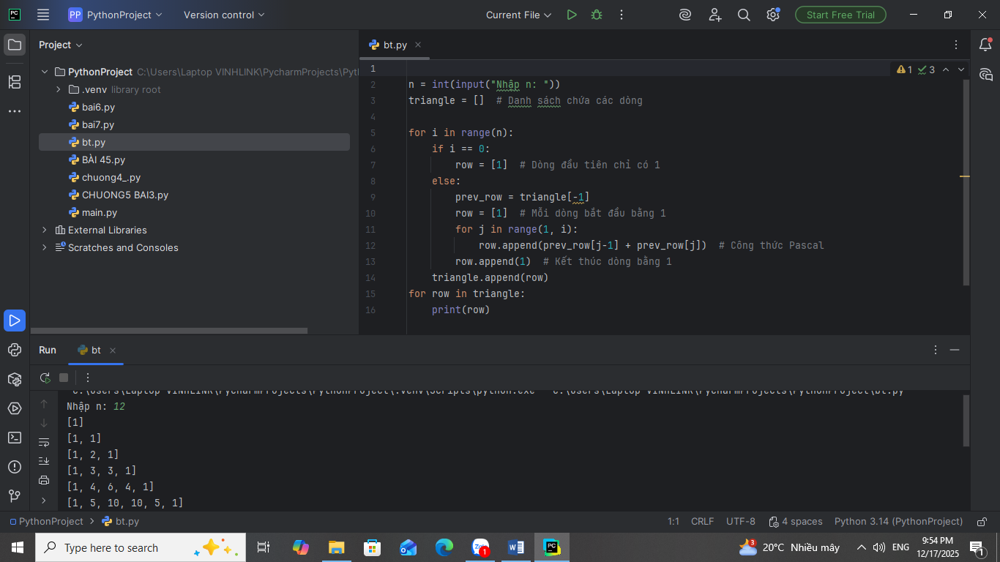 PC
PP PythonProject
Version control
Current File
Start Free Trial
Project
PythonProject C:\Users\Laptop VINHLINK\PycharmProjects\Pyt
.venv library root
bai6.py
bai7.py
bt.py
BÀI 45.py
chuong4_.py
CHUONG5 BAI3.py
main.py
External Libraries
Scratches and Consoles
bt.py
1 3
1
2 n = int(input("Nhập n: "))
3 triangle = []  # Danh sách chứa các dòng
4
5 for i in range(n):
6     if i == 0:
7         row = [1]  # Dòng đầu tiên chỉ có 1
8     else:
9         prev_row = triangle[-1]
10         row = [1]  # Mỗi dòng bắt đầu bằng 1
11         for j in range(1, i):
12             row.append(prev_row[j-1] + prev_row[j])  # Công thức Pascal
13         row.append(1)  # Kết thúc dòng bằng 1
14     triangle.append(row)
15 for row in triangle:
16     print(row)
Run bt
C:\Users\Laptop VINHLINK\PycharmProjects\PythonProject\.venv\Scripts\python.exe C:\Users\Laptop VINHLINK\PycharmProjects\PythonProject\bt.py
Nhập n: 12
[1]
[1, 1]
[1, 2, 1]
[1, 3, 3, 1]
[1, 4, 6, 4, 1]
[1, 5, 10, 10, 5, 1]
PythonProject > bt.py
1:1 CRLF UTF-8 4 spaces Python 3.14 (PythonProject)
Type here to search
Zalo
1
W
PC
3
20°C Nhiều mây
ENG
9:54 PM
12/17/2025
1